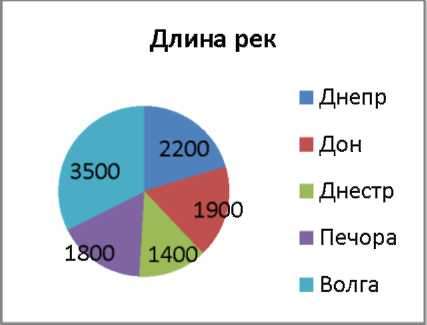 Длина рек
2200
1900
1400
1800
3500
Днепр
Дон
Днестр
Печора
Волга